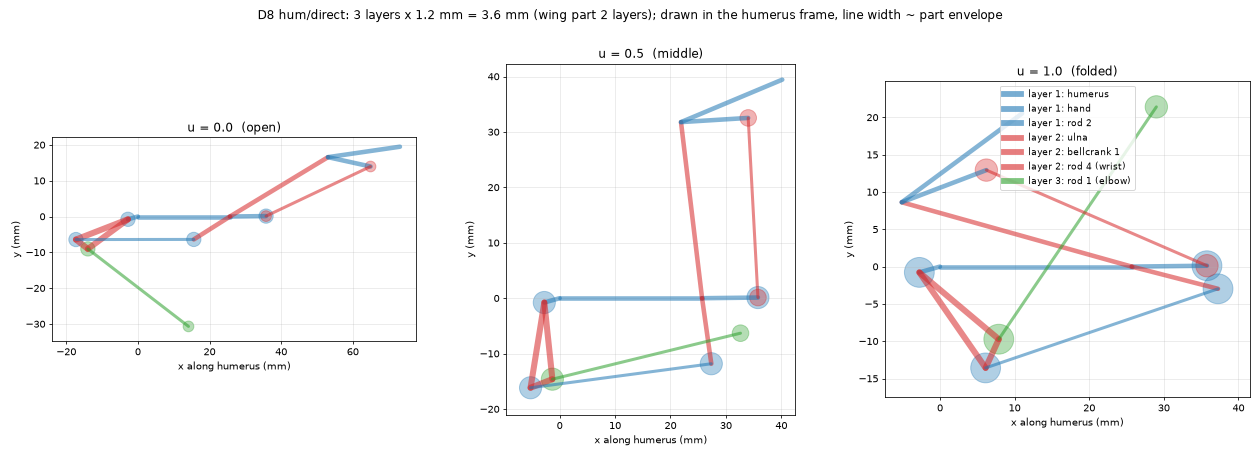 D8 hum/direct: 3 layers x 1.2 mm = 3.6 mm (wing part 2 layers); drawn in the humerus frame, line width ~ part envelope
u = 0.0  (open)
20
10
0
−10
−20
−30
y (mm)
−20
0
20
40
60
x along humerus (mm)
u = 0.5  (middle)
40
30
20
10
0
−10
−20
y (mm)
0
10
20
30
40
x along humerus (mm)
u = 1.0  (folded)
layer 1: humerus
layer 1: hand
layer 1: rod 2
layer 2: ulna
layer 2: bellcrank 1
layer 2: rod 4 (wrist)
layer 3: rod 1 (elbow)
20
15
10
5
0
−5
−10
−15
y (mm)
0
10
20
30
40
x along humerus (mm)